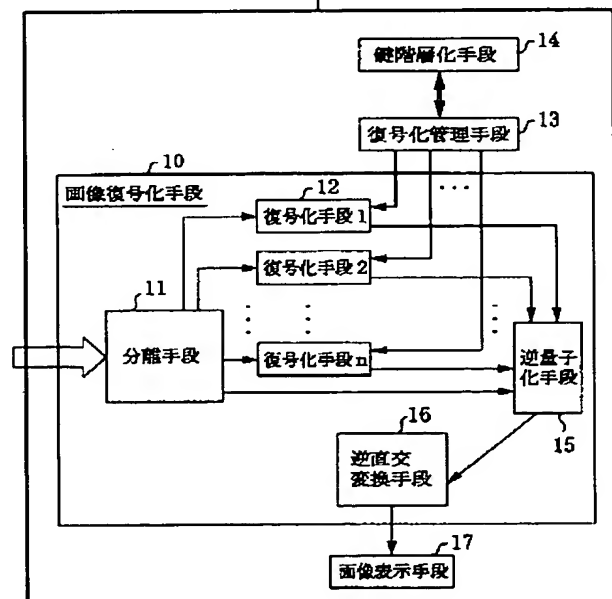 14
鍵階層化手段
13
復号化管理手段
10
画像復号化手段
12
復号化手段1
復号化手段2
11
分離手段
復号化手段n
逆量子
化手段
15
16
逆直交
変換手段
17
画像表示手段